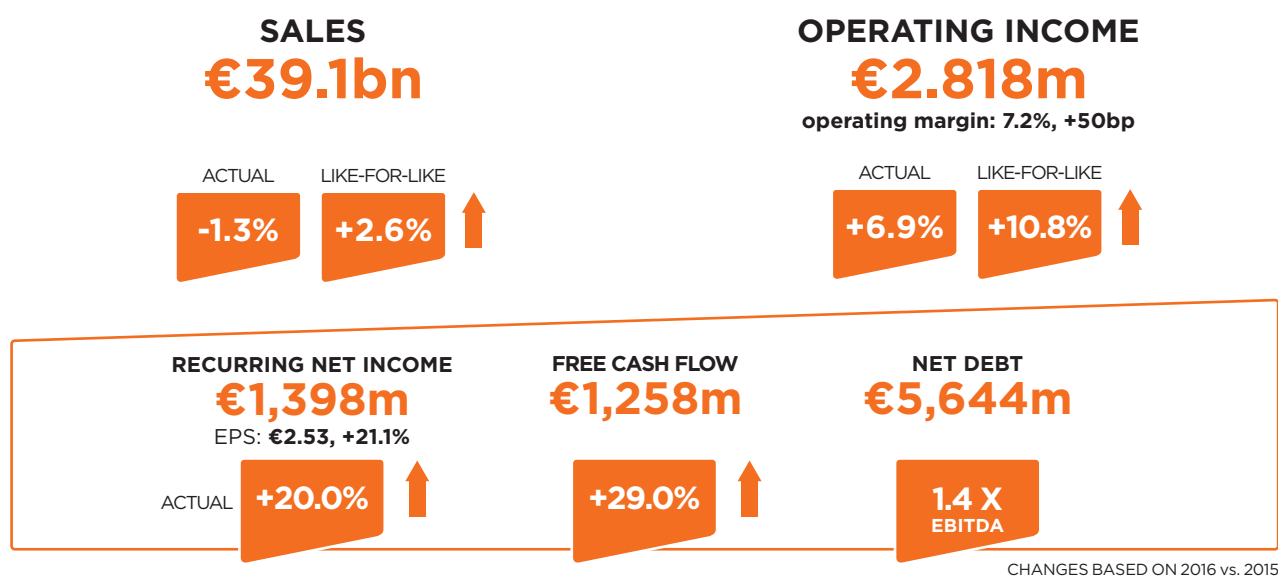 SALES
€39.1bn
ACTUAL
LIKE-FOR-LIKE
-1.3%
+2.6%
OPERATING INCOME
€2.818m
operating margin: 7.2%, +50bp
ACTUAL
LIKE-FOR-LIKE
+6.9%
+10.8%
RECURRING NET INCOME
€1,398m
EPS: €2.53, +21.1%
ACTUAL
+20.0%
FREE CASH FLOW
€1,258m
+29.0%
NET DEBT
€5,644m
1.4 X
EBITDA
CHANGES BASED ON 2016 vs. 2015